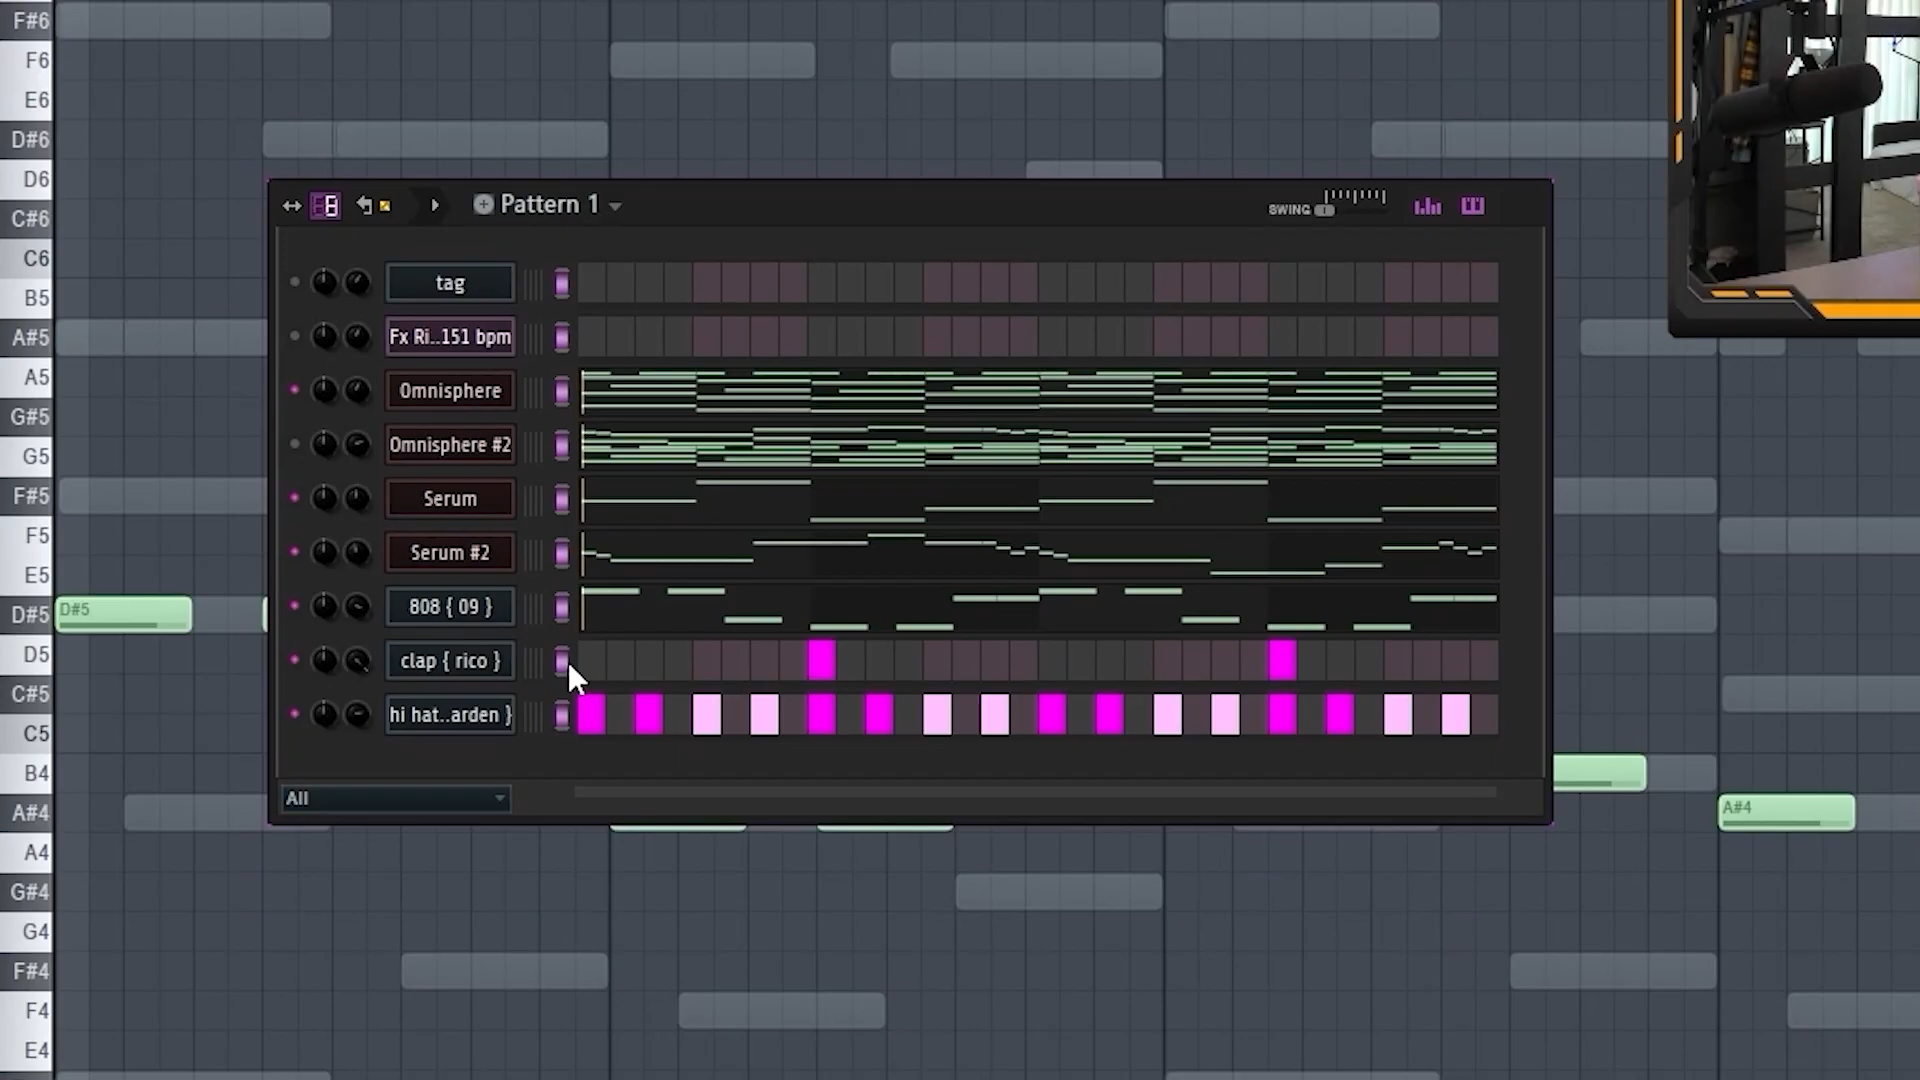 F#6
F6
E6
D#6
D6
C#6
C6
B5
A#5
A5
G#5
G5
F#5
F5
E5
D#5
D5
C#5
C5
B4
A#4
A4
G#4
G4
F#4
F4
E4
Pattern 1
SWING
tag
Fx Ri..151 bpm
Omnisphere
Omnisphere #2
Serum
Serum #2
808 { 09 }
clap { rico }
hi hat..arden }
All
D#5
A#4